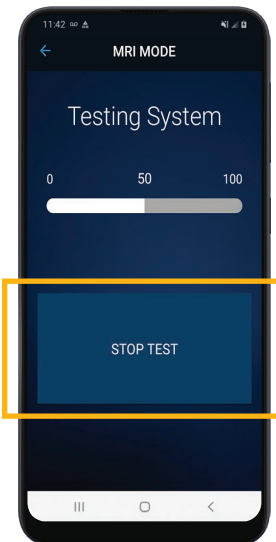 11:42
MRI MODE
Testing System
0 50 100
STOP TEST